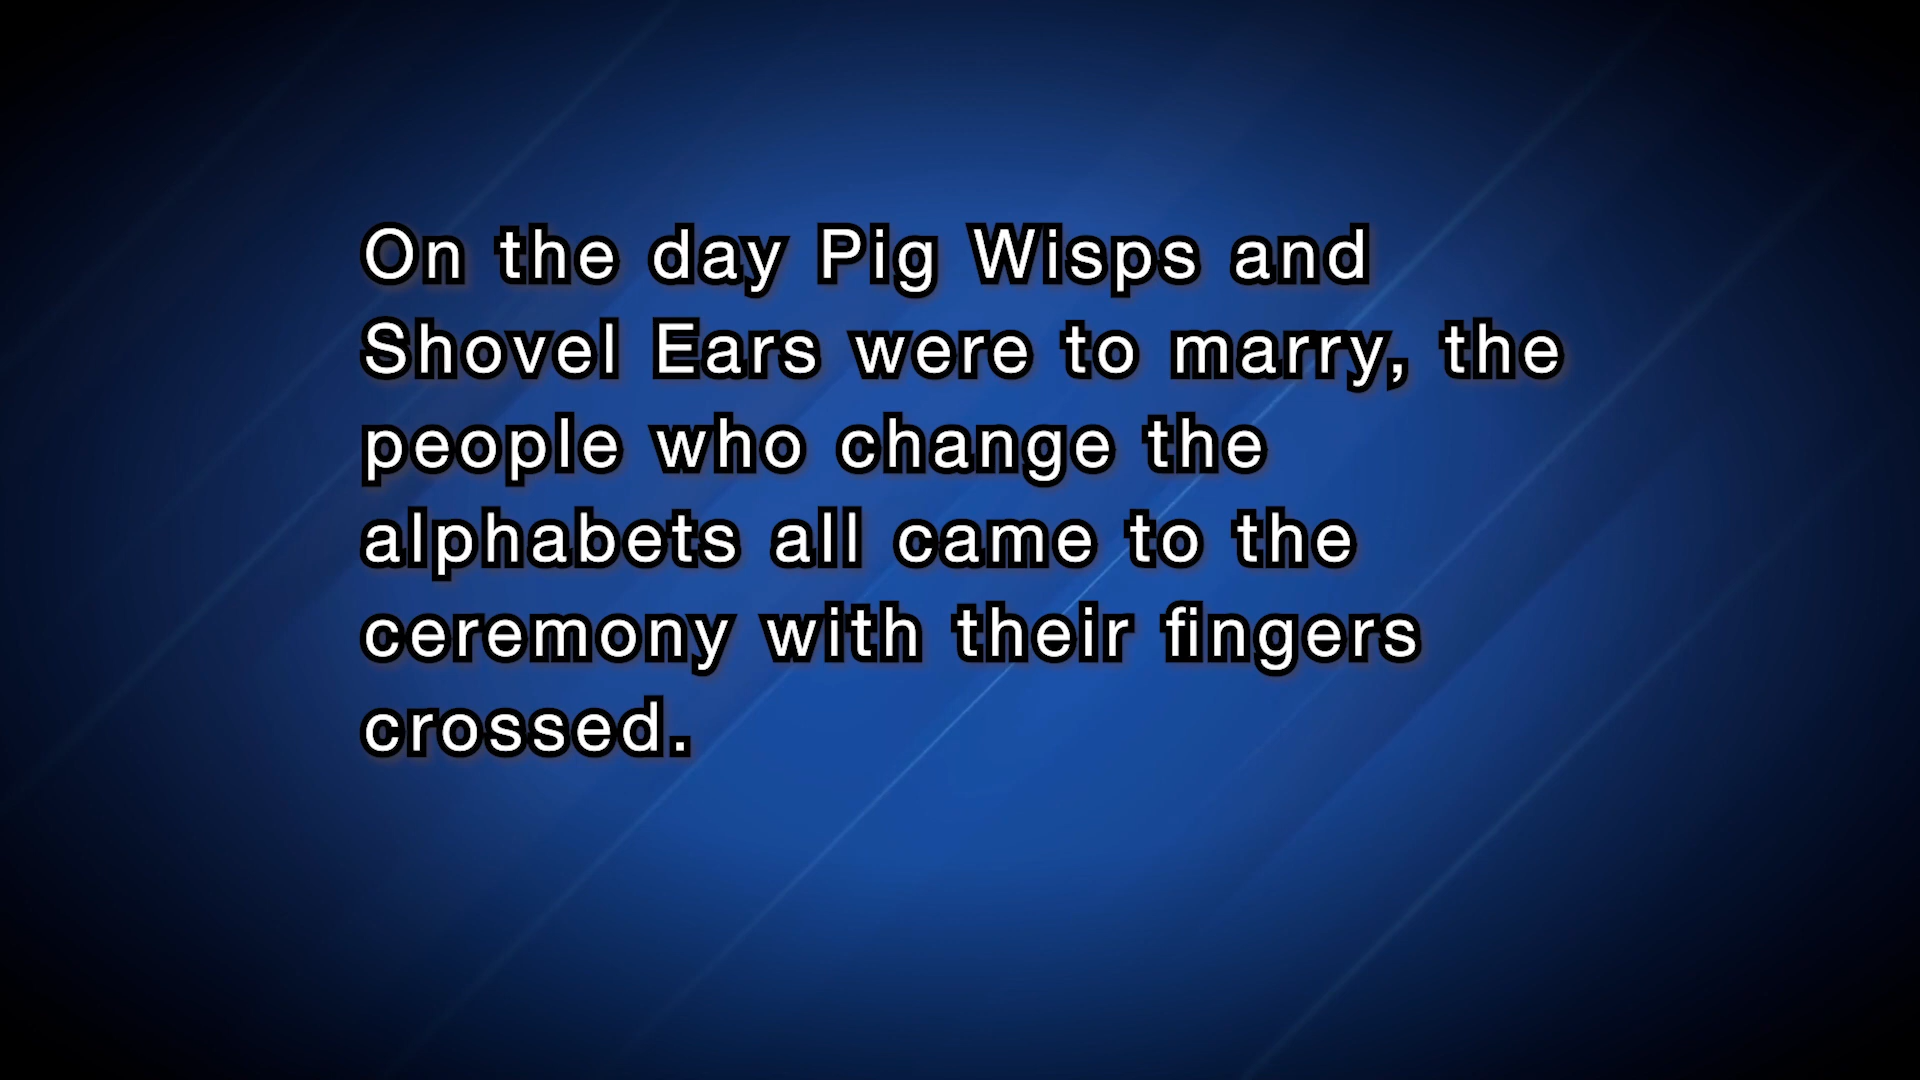 On the day Pig Wisps and
Shovel Ears were to marry, the
people who change the
alphabets all came to the
ceremony with their fingers
crossed.